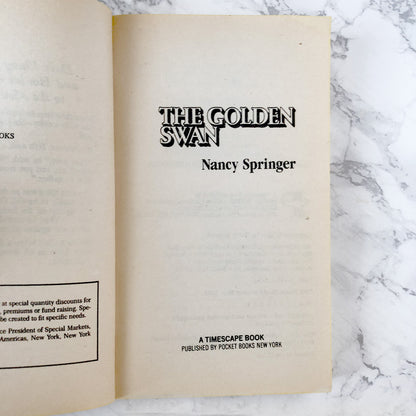 OOKS
at special quantity discounts for
, premiums or fund raising. Spe-
be created to fit specific needs.
ice President of Special Markets,
Americas, New York, New York
THE GOLDEN
SWAN
Nancy Springer
A TIMESCAPE BOOK
PUBLISHED BY POCKET BOOKS NEW YORK